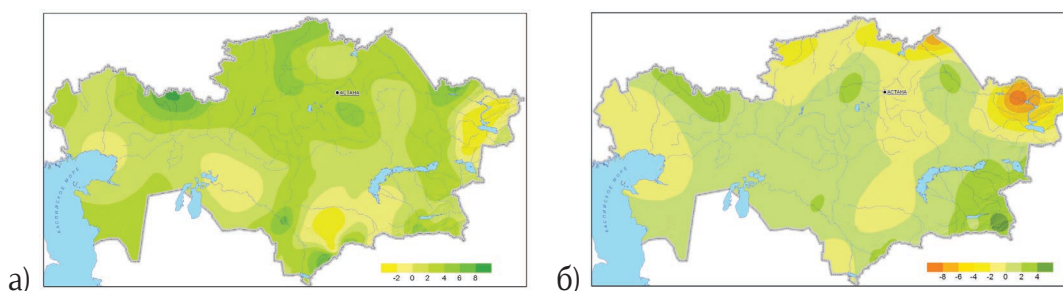 а)
АСТАНА
КАСПИЙСКОЕ МОРЕ
-2 0 2 4 6 8
б)
АСТАНА
КАСПИЙСКОЕ МОРЕ
-8 -6 -4 -2 0 2 4